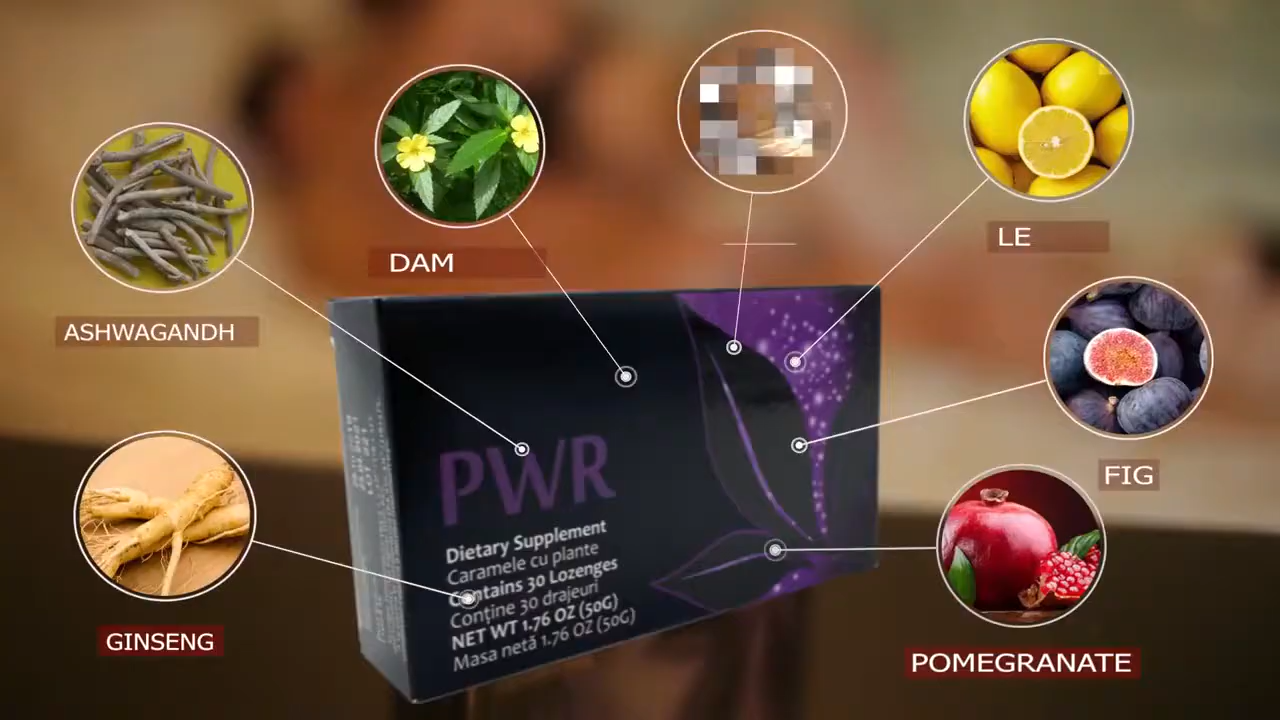 DAM
LE
ASHWAGANDH
FIG
GINSENG
POMEGRANATE
PWR
Dietary Supplement
Caramele cu plante
Contains 30 Lozenges
Conține 30 drajeuri
NET WT 1.76 OZ (50G)
Masa netă 1.76 OZ (50G)